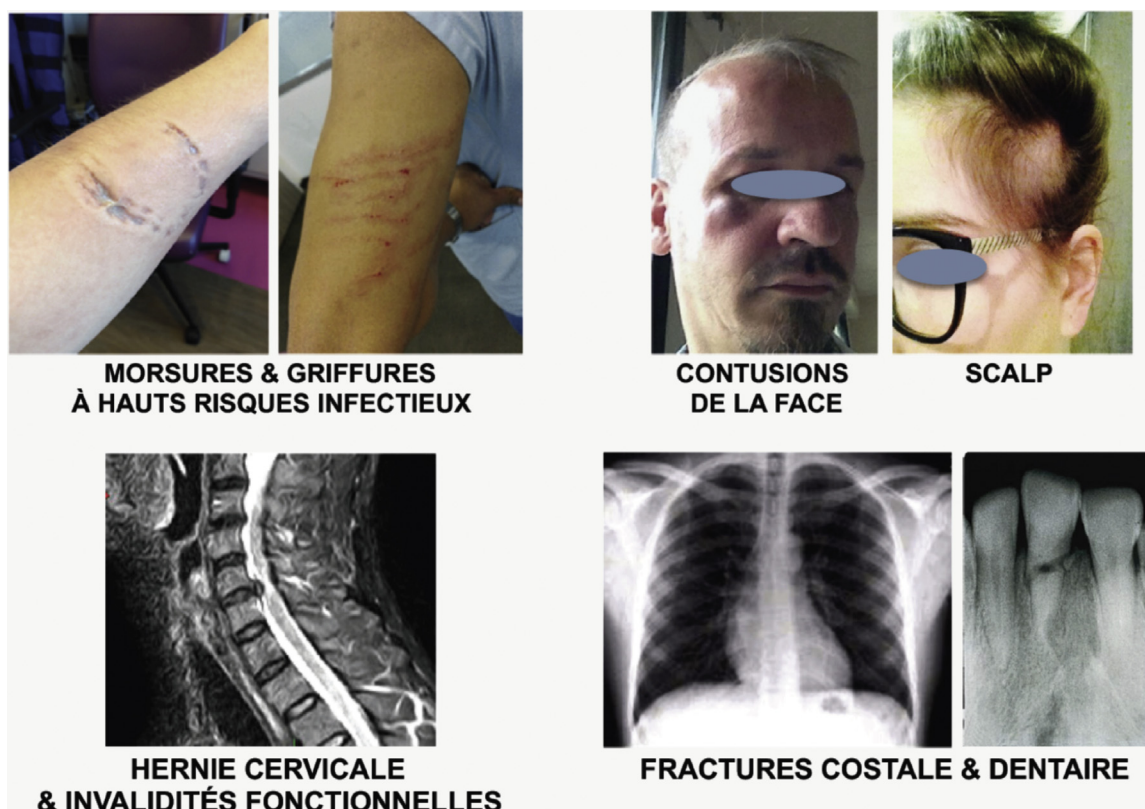 MORSURES & GRIFFURES
À HAUTS RISQUES INFECTIEUX
CONTUSIONS
DE LA FACE
SCALP
HERNIE CERVICALE
& INVALIDITÉS FONCTIONNELLES
FRACTURES COSTALE & DENTAIRE